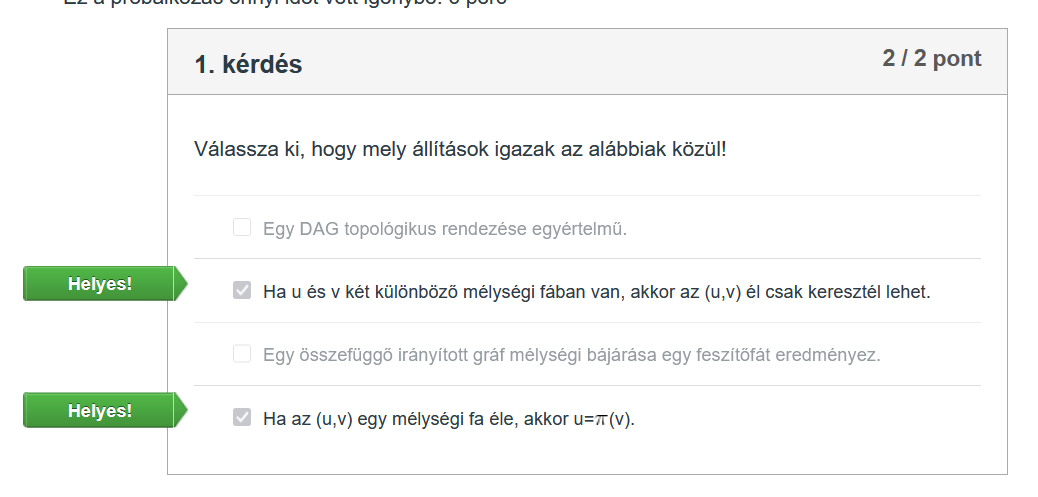 1. kérdés
2 / 2 pont
Válassza ki, hogy mely állítások igazak az alábbiak közül!
Egy DAG topológikus rendezése egyértelmű.
Helyes!
Ha u és v két különböző mélységi fában van, akkor az (u,v) él csak keresztél lehet.
Egy összefüggő irányított gráf mélységi bájárása egy feszítőfát eredményez.
Helyes!
Ha az (u,v) egy mélységi fa éle, akkor u=π(v).